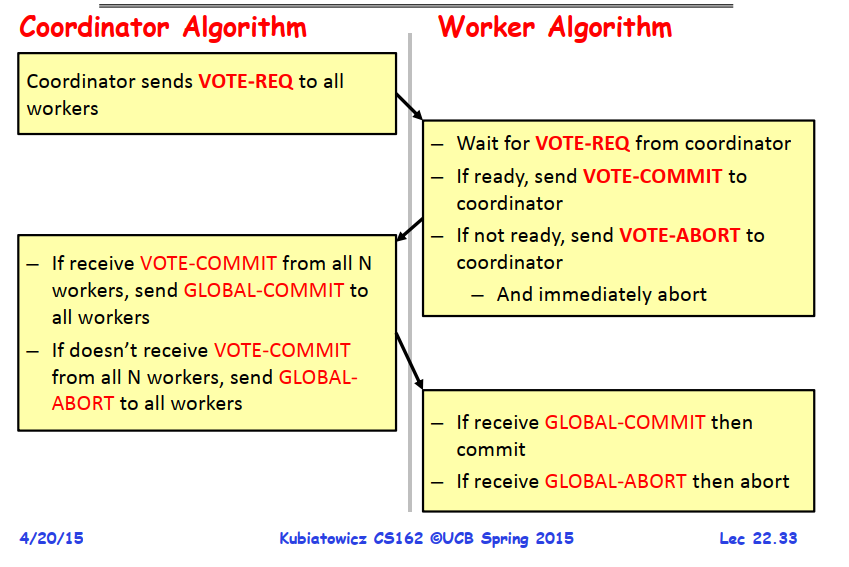 Coordinator Algorithm
Worker Algorithm
Coordinator sends VOTE-REQ to all
workers
– Wait for VOTE-REQ from coordinator
– If ready, send VOTE-COMMIT to
coordinator
– If not ready, send VOTE-ABORT to
coordinator
– And immediately abort
– If receive VOTE-COMMIT from all N
workers, send GLOBAL-COMMIT to
all workers
– If doesn’t receive VOTE-COMMIT
from all N workers, send GLOBAL-
ABORT to all workers
– If receive GLOBAL-COMMIT then
commit
– If receive GLOBAL-ABORT then abort
4/20/15
Kubiatowicz CS162 ©UCB Spring 2015
Lec 22.33